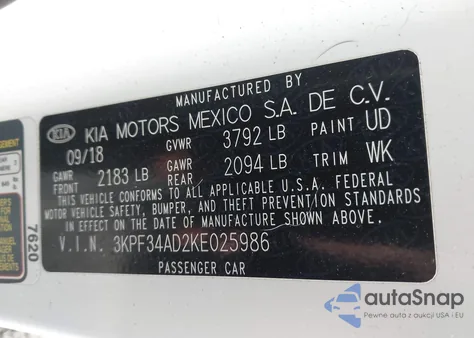 MANUFACTURED BY
KIA KIA MOTORS MEXICO S.A. DE C.V.
09/18 GVWR 3792 LB PAINT UD
GAWR FRONT 2183 LB GAWR REAR 2094 LB TRIM WK
THIS VEHICLE CONFORMS TO ALL APPLICABLE U.S.A. FEDERAL
MOTOR VEHICLE SAFETY, BUMPER, AND THEFT PREVENTION STANDARDS
IN EFFECT ON THE DATE OF MANUFACTURE SHOWN ABOVE.
V.I.N. 3KPF34AD2KE025986
PASSENGER CAR
7620
autoSnap
Pewne auta z USA i EU